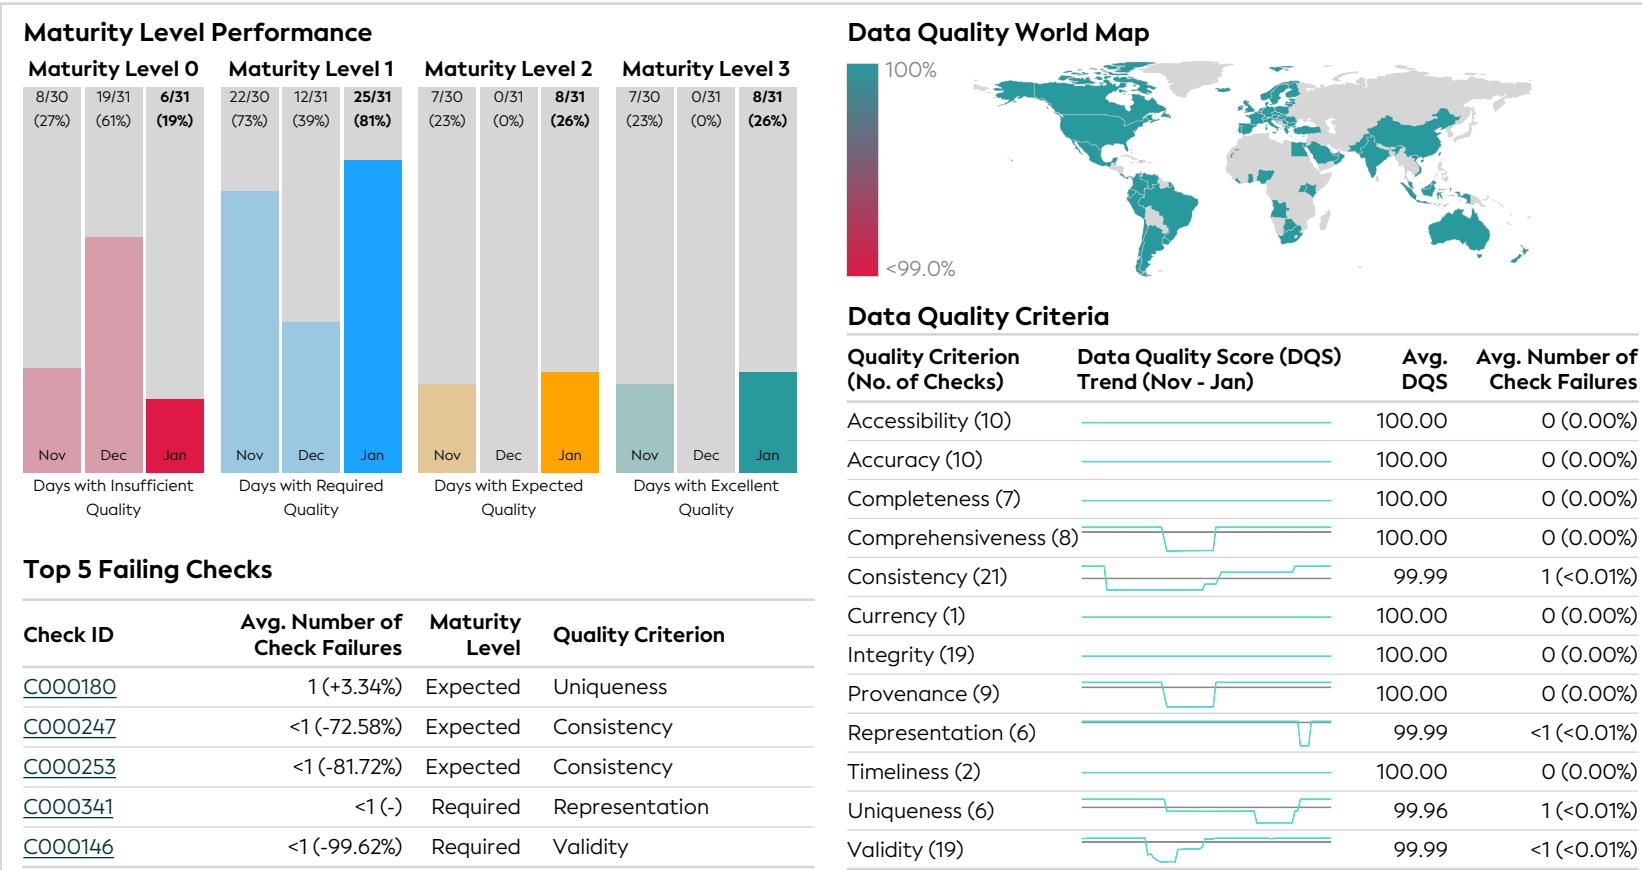 Maturity Level Performance
Maturity Level 0 Maturity Level 1 Maturity Level 2 Maturity Level 3
8/30 19/31 6/31 22/30 12/31 25/31 7/30 0/31 8/31 7/30 0/31 8/31
(27%) (61%) (19%) (73%) (39%) (81%) (23%) (0%) (26%) (23%) (0%) (26%)
Nov Dec Jan Nov Dec Jan Nov Dec Jan Nov Dec Jan
Days with Insufficient Days with Required Days with Expected Days with Excellent
Quality Quality Quality Quality
Top 5 Failing Checks
Avg. Number of Maturity
Check ID Check Failures Level Quality Criterion
C000180 1 (+3.34%) Expected Uniqueness
C000247 <1 (-72.58%) Expected Consistency
C000253 <1 (-81.72%) Expected Consistency
C000341 <1 (-) Required Representation
C000146 <1 (-99.62%) Required Validity
Data Quality World Map
100%
<99.0%
Data Quality Criteria
Quality Criterion Data Quality Score (DQS) Avg. Avg. Number of
(No. of Checks) Trend (Nov - Jan) DQS Check Failures
Accessibility (10) 100.00 0 (0.00%)
Accuracy (10) 100.00 0 (0.00%)
Completeness (7) 100.00 0 (0.00%)
Comprehensiveness (8) 100.00 0 (0.00%)
Consistency (21) 99.99 1 (<0.01%)
Currency (1) 100.00 0 (0.00%)
Integrity (19) 100.00 0 (0.00%)
Provenance (9) 100.00 0 (0.00%)
Representation (6) 99.99 <1 (<0.01%)
Timeliness (2) 100.00 0 (0.00%)
Uniqueness (6) 99.96 1 (<0.01%)
Validity (19) 99.99 <1 (<0.01%)